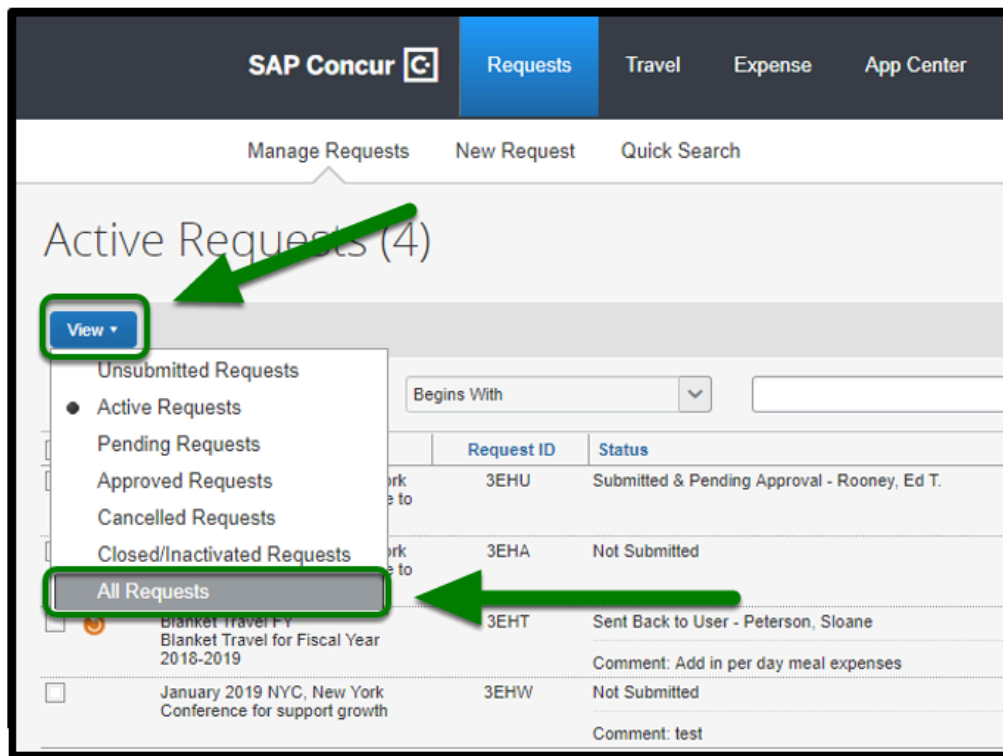 SAP Concur C Requests Travel Expense App Center
Manage Requests New Request Quick Search
Active Requests (4)
View
Unsubmitted Requests
Begins With
Active Requests
Pending Requests
Request ID Status
Approved Requests
3EHU Submitted & Pending Approval - Rooney, Ed T.
Cancelled Requests
Closed/Inactivated Requests
3EHA Not Submitted
All Requests
Blanket Travel FY
Blanket Travel for Fiscal Year
2018-2019
3EHT Sent Back to User - Peterson, Sloane
Comment: Add in per day meal expenses
January 2019 NYC, New York
Conference for support growth
3EHW Not Submitted
Comment: test